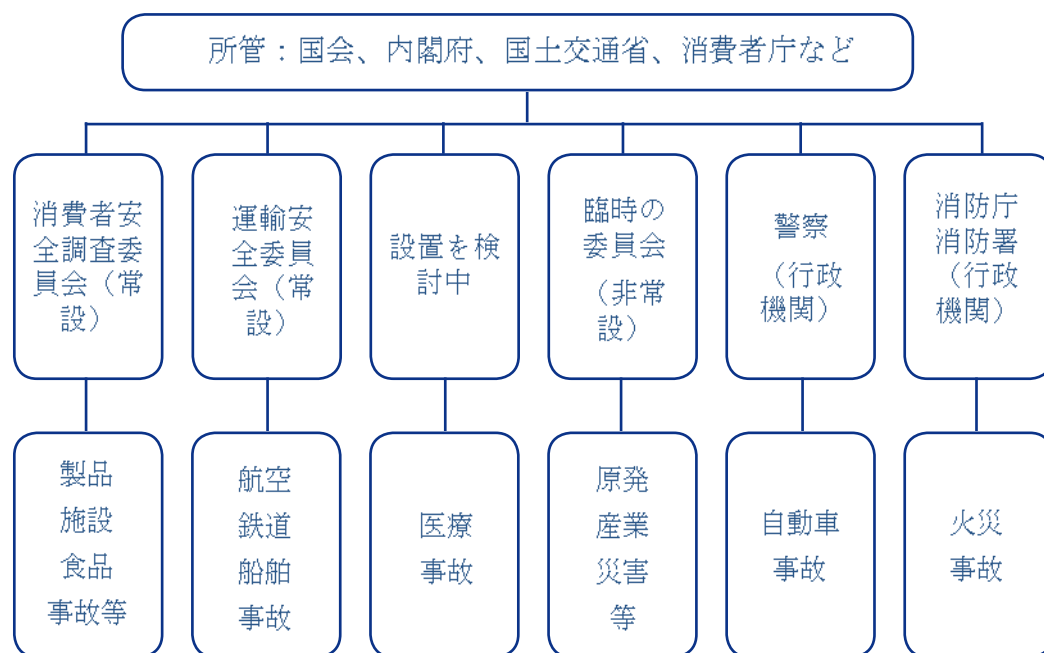 所管：国会、内閣府、国土交通省、消費者庁など
消費者安
全調査委
員会（常
設）
運輸安
全委員
会（常
設）
設置を検
討中
臨時の
委員会
（非常
設）
警察
（行政
機関）
消防庁
消防署
（行政
機関）
製品
施設
食品
事故等
航空
鉄道
船舶
事故
医療
事故
原発
産業
災害
等
自動車
事故
火災
事故